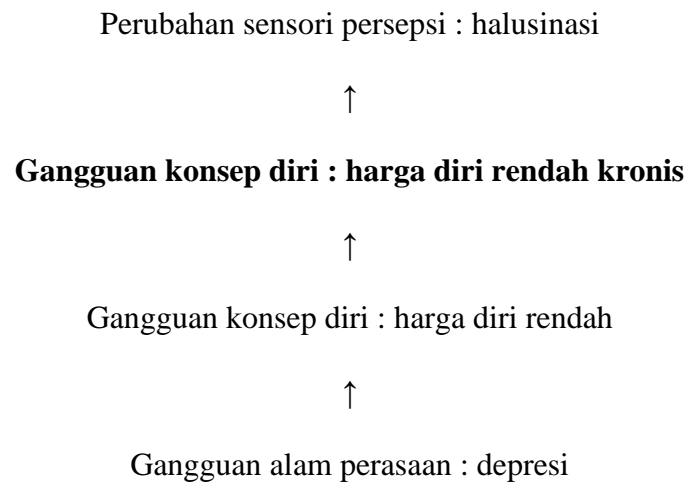 Perubahan sensori persepsi : halusinasi
↑
Gangguan konsep diri : harga diri rendah kronis
↑
Gangguan konsep diri : harga diri rendah
↑
Gangguan alam perasaan : depresi